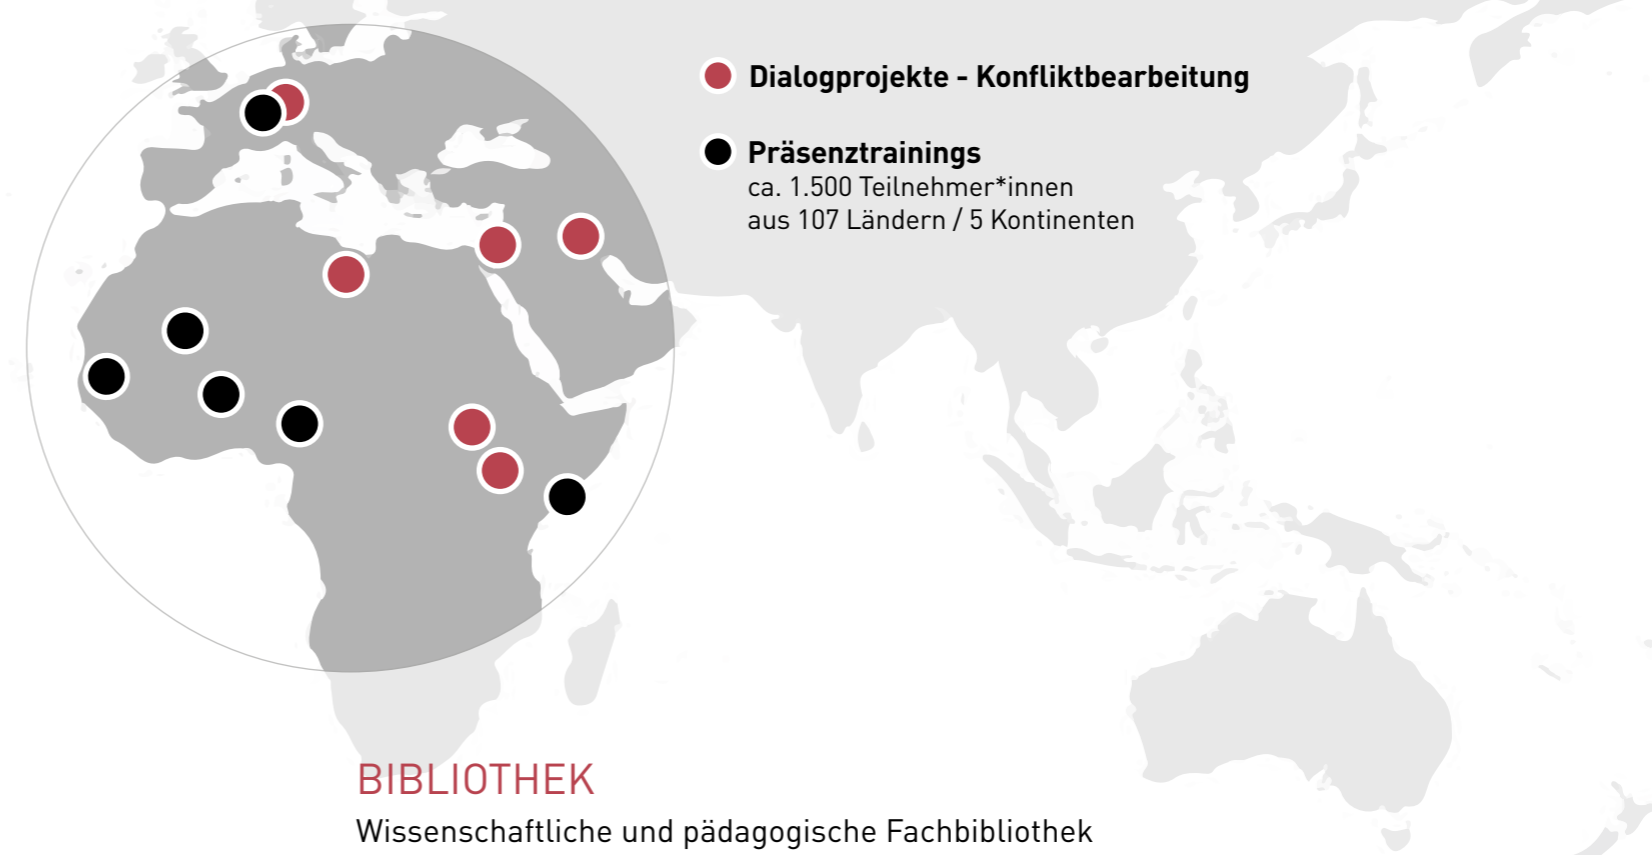 Dialogprojekte - Konfliktbearbeitung
Präsenztrainings
ca. 1.500 Teilnehmer*innen
aus 107 Ländern / 5 Kontinenten
BIBLIOTHEK
Wissenschaftliche und pädagogische Fachbibliothek